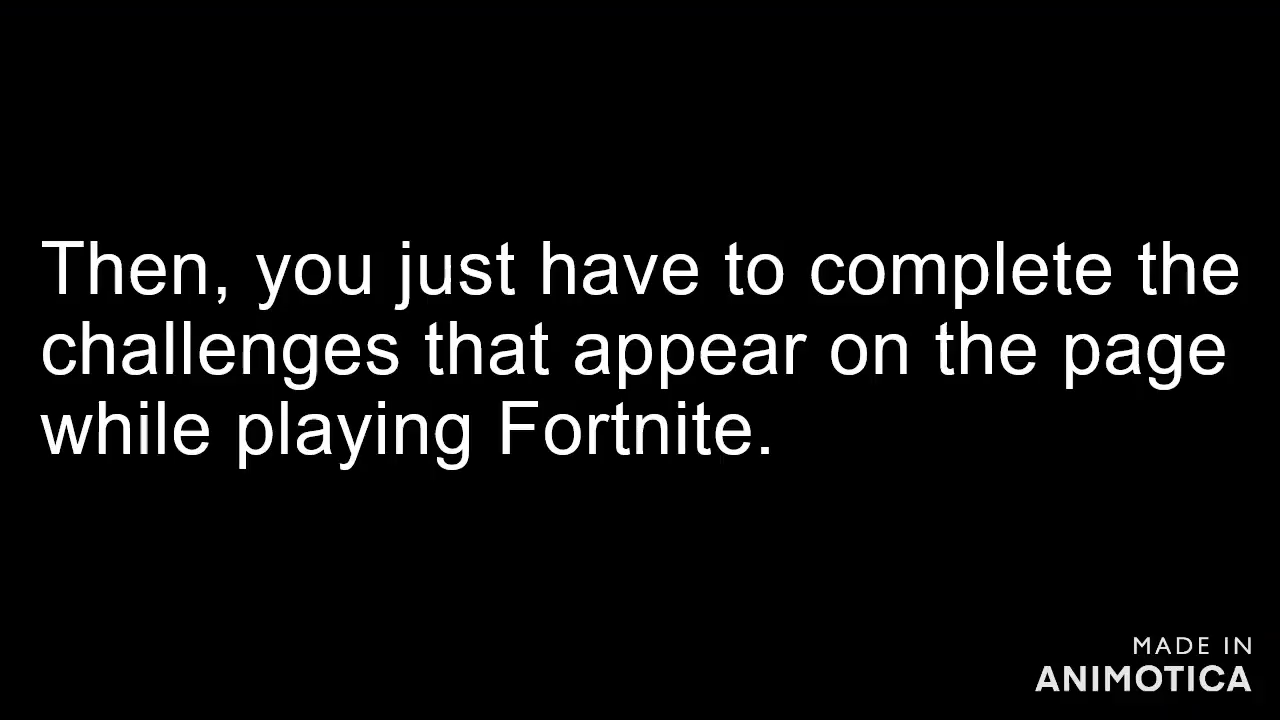 Then, you just have to complete the
challenges that appear on the page
while playing Fortnite.
MADE IN
ANIMOTICA